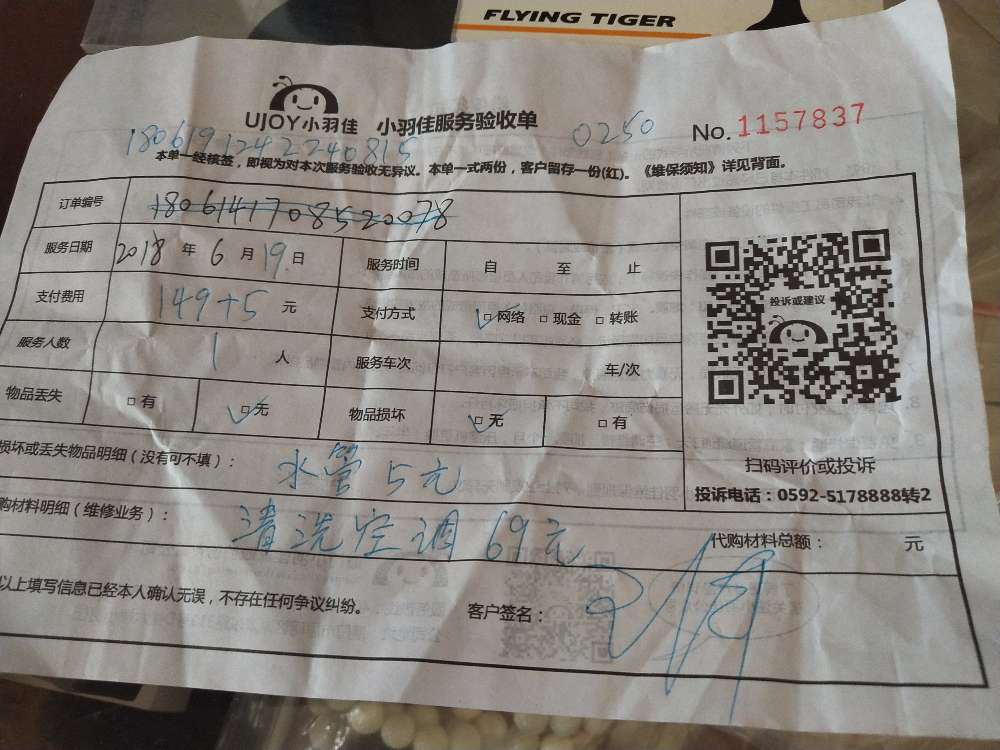 FLYING TIGER
UJOY小羽佳 小羽佳服务验收单
1806191242240815 0250 No. 1157837
本单一经核签，即视为对本次服务验收无异议。本单一式两份，客户留存一份(红)。《维保须知》详见背面。
订单编号 1806141708520078
服务日期 2018 年 6 月 19 日 服务时间 自 至 止
支付费用 149+5 元 支付方式 网络 现金 转账
投诉或建议
服务人数 1 人 服务车次 车/次
物品丢失 有 无 物品损坏 无 有
扫码评价或投诉
投诉电话：0592-5178888转2
损坏或丢失物品明细（没有可不填）： 水管 5元
购材料明细（维修业务）： 清洗空调 69元 代购材料总额： 元
以上填写信息已经本人确认无误，不存在任何争议纠纷。 客户签名：